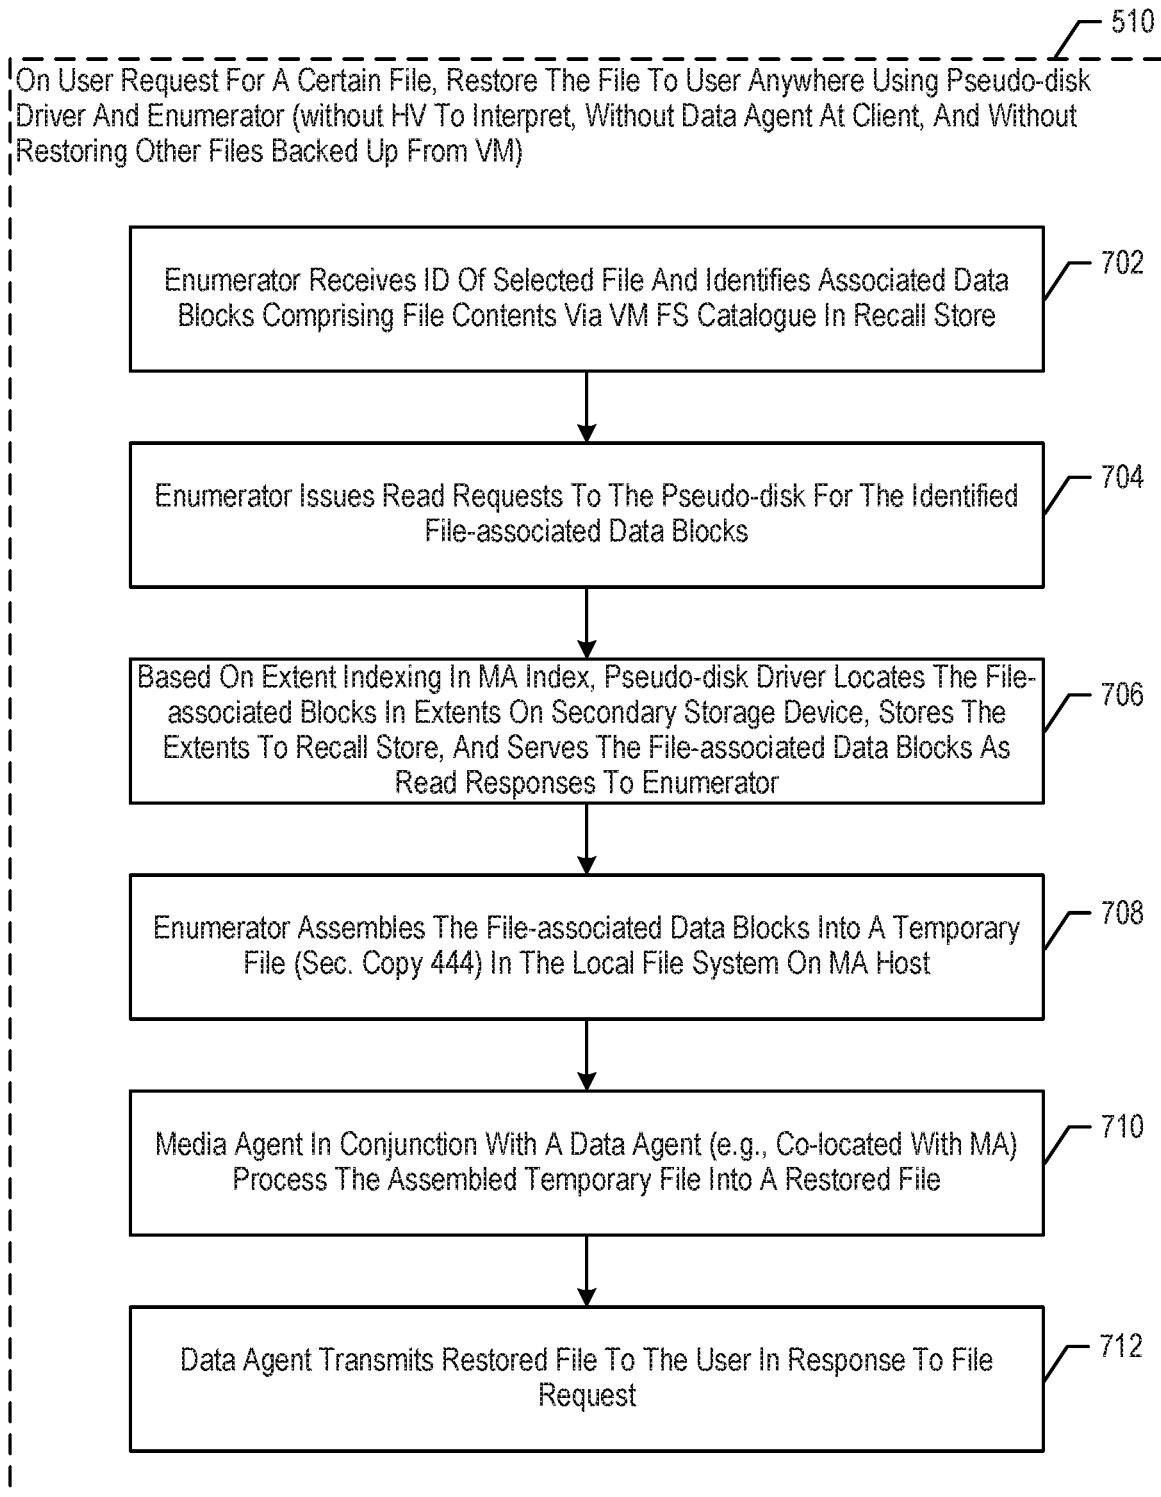 510
On User Request For A Certain File, Restore The File To User Anywhere Using Pseudo-disk
Driver And Enumerator (without HV To Interpret, Without Data Agent At Client, And Without
Restoring Other Files Backed Up From VM)
Enumerator Receives ID Of Selected File And Identifies Associated Data
Blocks Comprising File Contents Via VM FS Catalogue In Recall Store
702
Enumerator Issues Read Requests To The Pseudo-disk For The Identified
File-associated Data Blocks
704
Based On Extent Indexing In MA Index, Pseudo-disk Driver Locates The File-
associated Blocks In Extents On Secondary Storage Device, Stores The
Extents To Recall Store, And Serves The File-associated Data Blocks As
Read Responses To Enumerator
706
Enumerator Assembles The File-associated Data Blocks Into A Temporary
File (Sec. Copy 444) In The Local File System On MA Host
708
Media Agent In Conjunction With A Data Agent (e.g., Co-located With MA)
Process The Assembled Temporary File Into A Restored File
710
Data Agent Transmits Restored File To The User In Response To File
Request
712